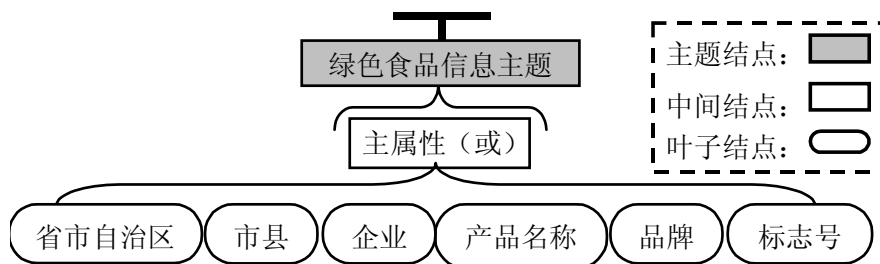 绿色食品信息主题
主题结点：
中间结点：
主属性（或）
叶子结点：
省市自治区 市县 企业 产品名称 品牌 标志号